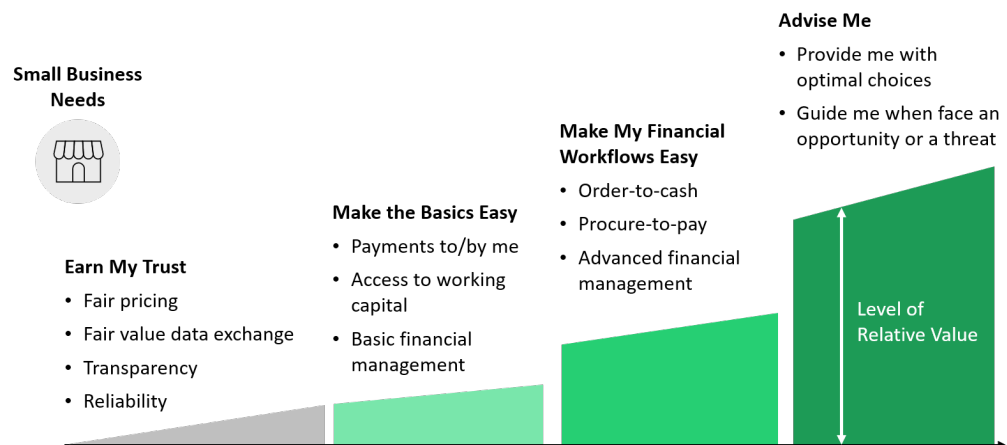 Small Business
Needs
Earn My Trust
• Fair pricing
• Fair value data exchange
• Transparency
• Reliability
Make the Basics Easy
• Payments to/by me
• Access to working
capital
• Basic financial
management
Make My Financial
Workflows Easy
• Order-to-cash
• Procure-to-pay
• Advanced financial
management
Advise Me
• Provide me with
optimal choices
• Guide me when face an
opportunity or a threat
Level of
Relative Value